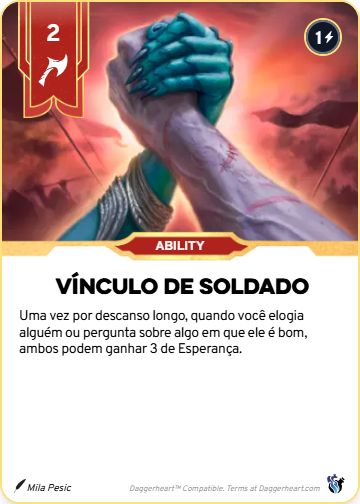 2
1
ABILITY
VÍNCULO DE SOLDADO
Uma vez por descanso longo, quando você elogia
alguém ou pergunta sobre algo em que ele é bom,
ambos podem ganhar 3 de Esperança.
Mila Pesic
Daggerheart™ Compatible. Terms at Daggerheart.com